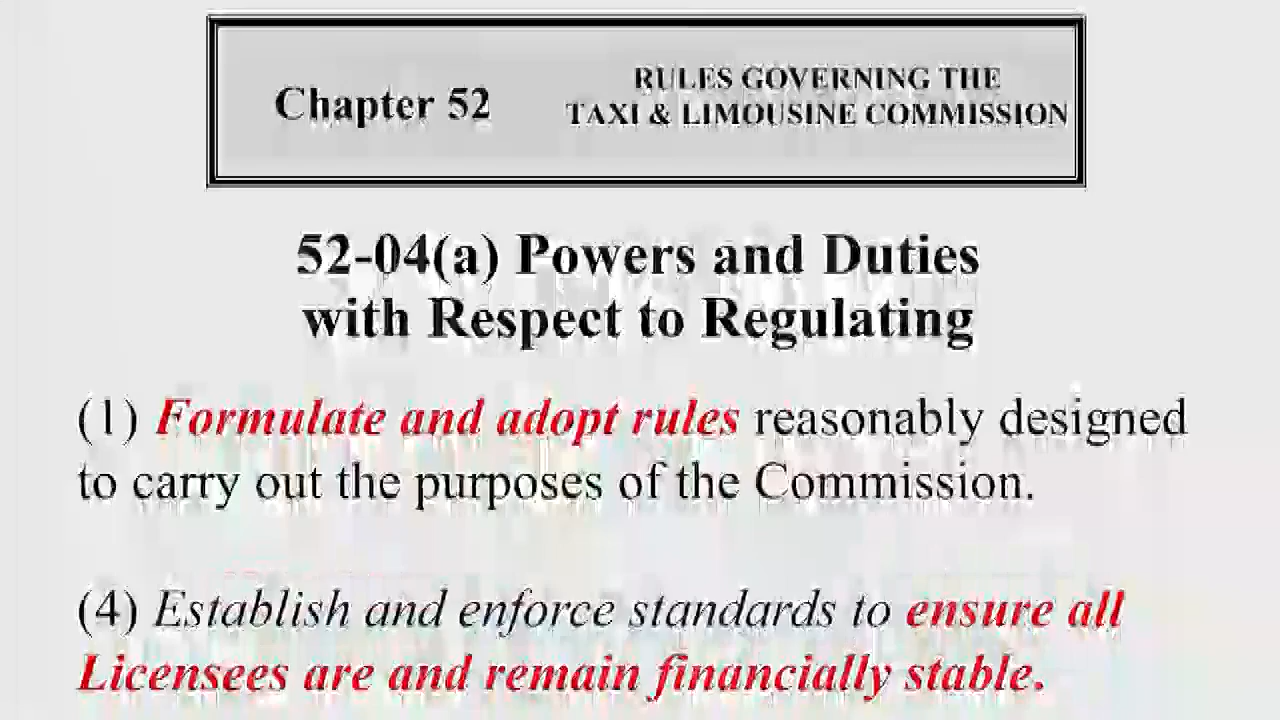 Chapter 52
RULES GOVERNING THE
TAXI & LIMOUSINE COMMISSION
52-04(a) Powers and Duties
with Respect to Regulating
(1) Formulate and adopt rules reasonably designed
to carry out the purposes of the Commission.
(4) Establish and enforce standards to ensure all
Licensees are and remain financially stable.